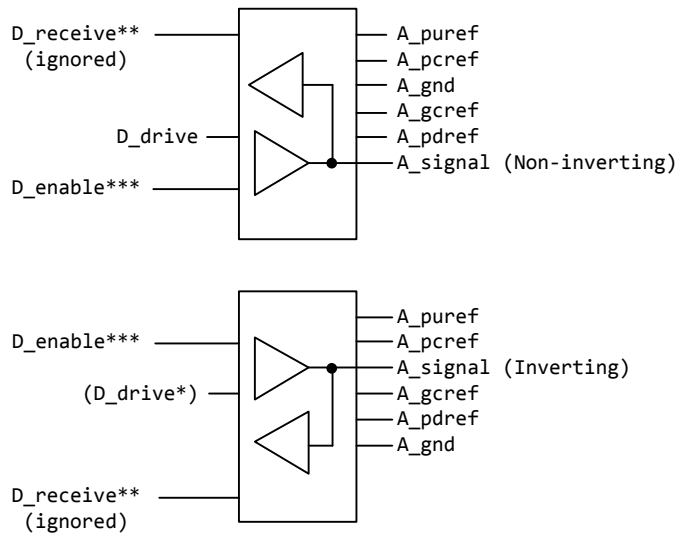 D_receive**
(ignored)
D_drive
D_enable***
A_puref
A_pcref
A_gnd
A_gcref
A_pdref
A_signal (Non-inverting)
D_enable***
(D_drive*)
D_receive**
(ignored)
A_puref
A_pcref
A_signal (Inverting)
A_gcref
A_pdref
A_gnd